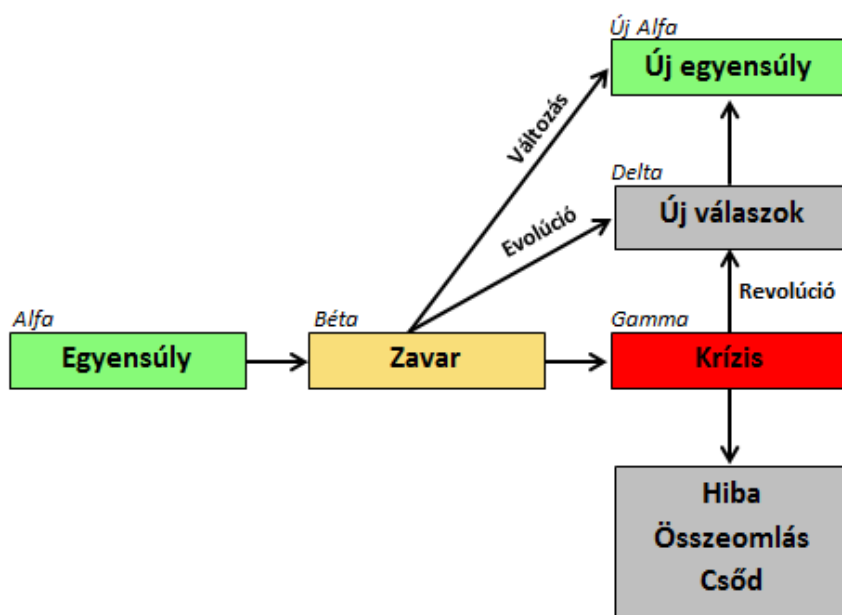 Új Alfa
Új egyensúly
Változás
Delta
Új válaszok
Evolúció
Revolúció
Alfa
Egyensúly
Béta
Zavar
Gamma
Krízis
Hiba
Összeomlás
Csőd